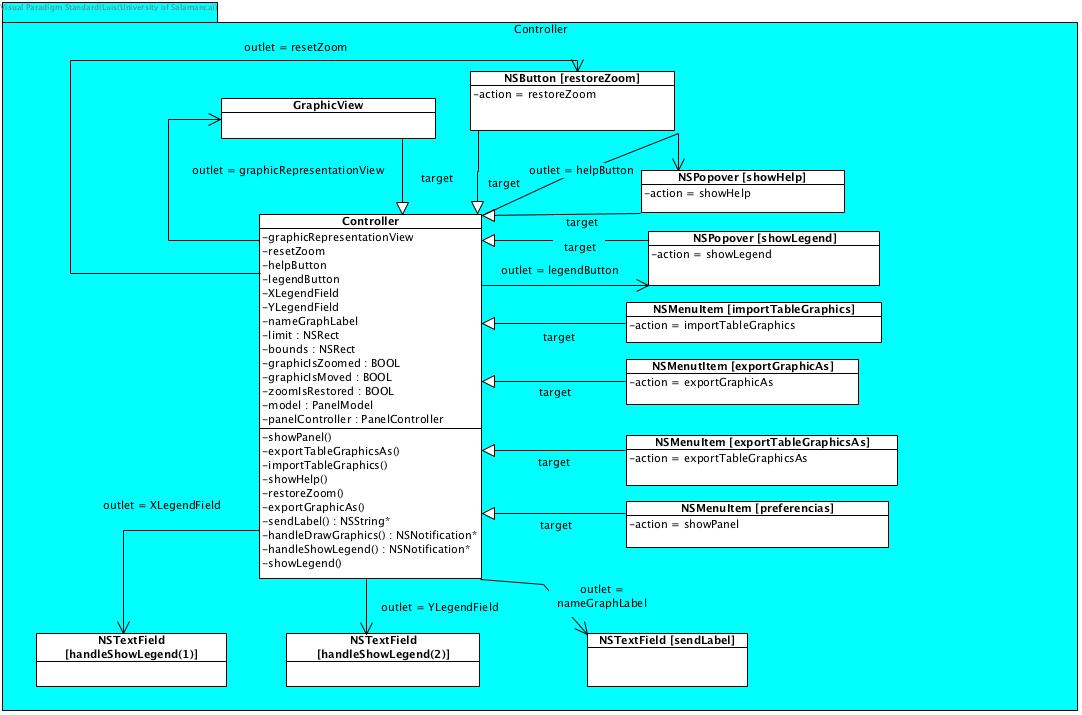 Visual Paradigm Standard(Luis(University of Salamanca))
Controller
outlet = resetZoom
NSButton [restoreZoom]
-action = restoreZoom
GraphicView
outlet = graphicRepresentationView
target
target
outlet = helpButton
NSPopover [showHelp]
-action = showHelp
target
Controller
-graphicRepresentationView
-resetZoom
-helpButton
-legendButton
-XLegendField
-YLegendField
-nameGraphLabel
-limit : NSRect
-bounds : NSRect
-graphicIsZoomed : BOOL
-graphicIsMoved : BOOL
-zoomIsRestored : BOOL
-model : PanelModel
-panelController : PanelController
-showPanel()
-exportTableGraphicsAs()
-importTableGraphics()
-showHelp()
-restoreZoom()
-exportGraphicAs()
-sendLabel() : NSString*
-handleDrawGraphics() : NSNotification*
-handleShowLegend() : NSNotification*
-showLegend()
target
NSPopover [showLegend]
-action = showLegend
outlet = legendButton
NSMenuItem [importTableGraphics]
-action = importTableGraphics
target
NSMenutItem [exportGraphicAs]
-action = exportGraphicAs
target
NSMenuItem [exportTableGraphicsAs]
-action = exportTableGraphicsAs
target
NSMenuItem [preferencias]
-action = showPanel
target
outlet = XLegendField
outlet = YLegendField
outlet =
nameGraphLabel
NSTextField
[handleShowLegend(1)]
NSTextField
[handleShowLegend(2)]
NSTextField [sendLabel]